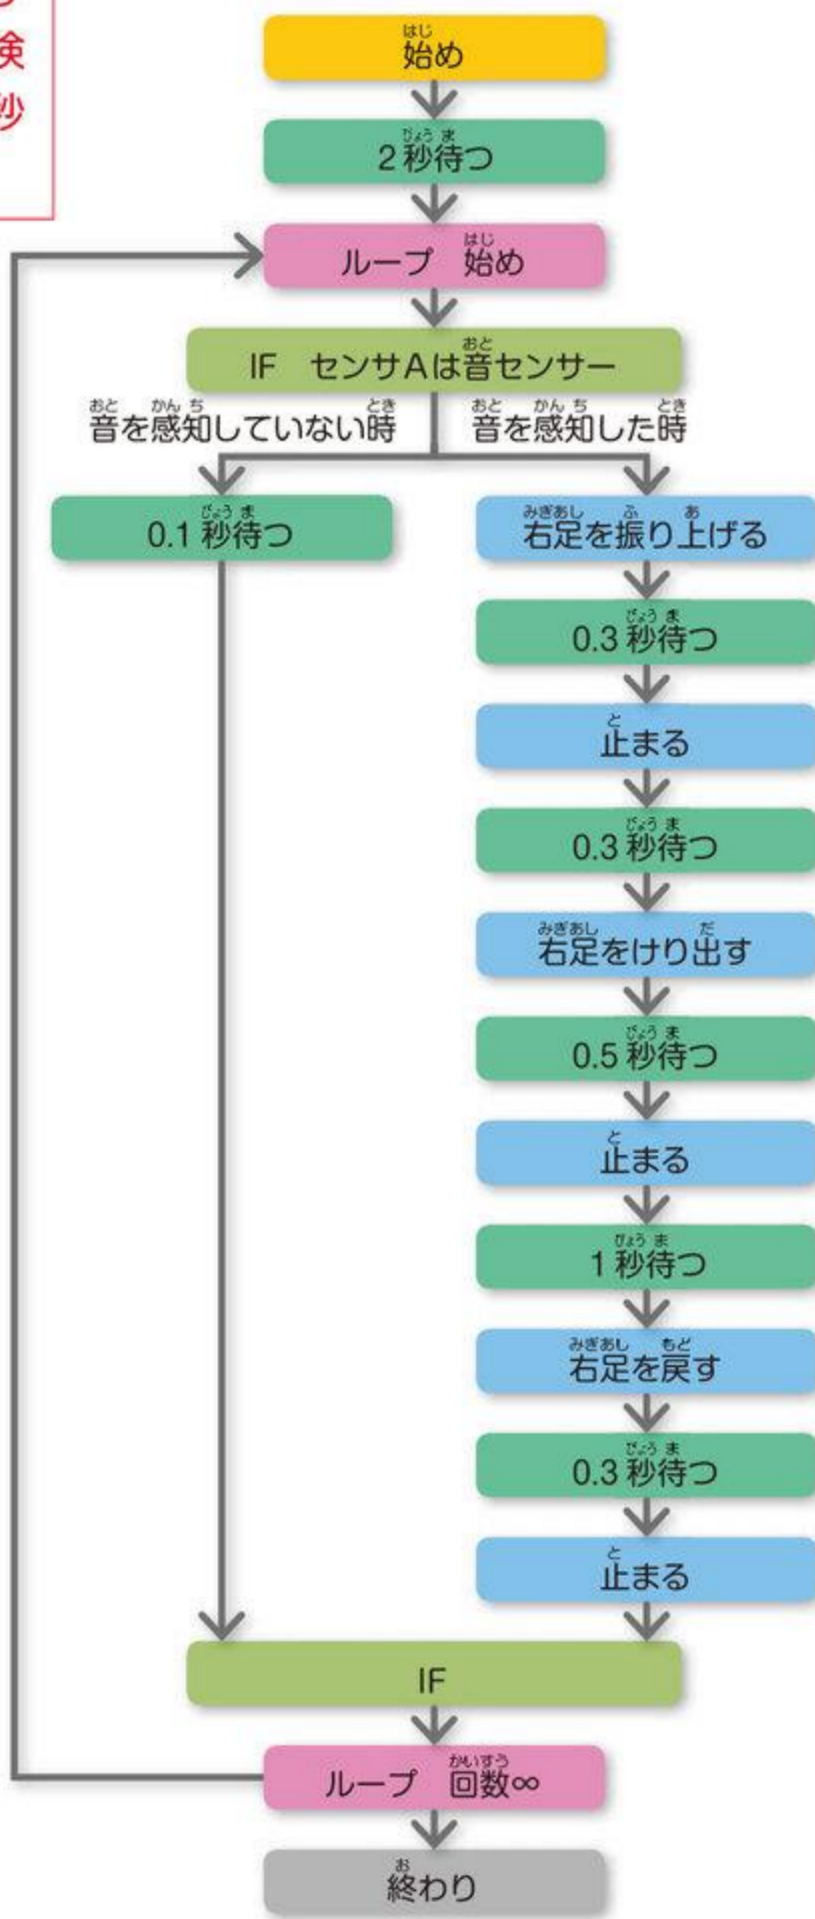 検
秒
始め
2秒待つ
ループ 始め
IF センサAは音センサー
音を感知していない時 音を感知した時
0.1秒待つ
右足を振り上げる
0.3秒待つ
止まる
0.3秒待つ
右足をけり出す
0.5秒待つ
止まる
1秒待つ
右足を戻す
0.3秒待つ
止まる
IF
ループ 回数∞
終わり